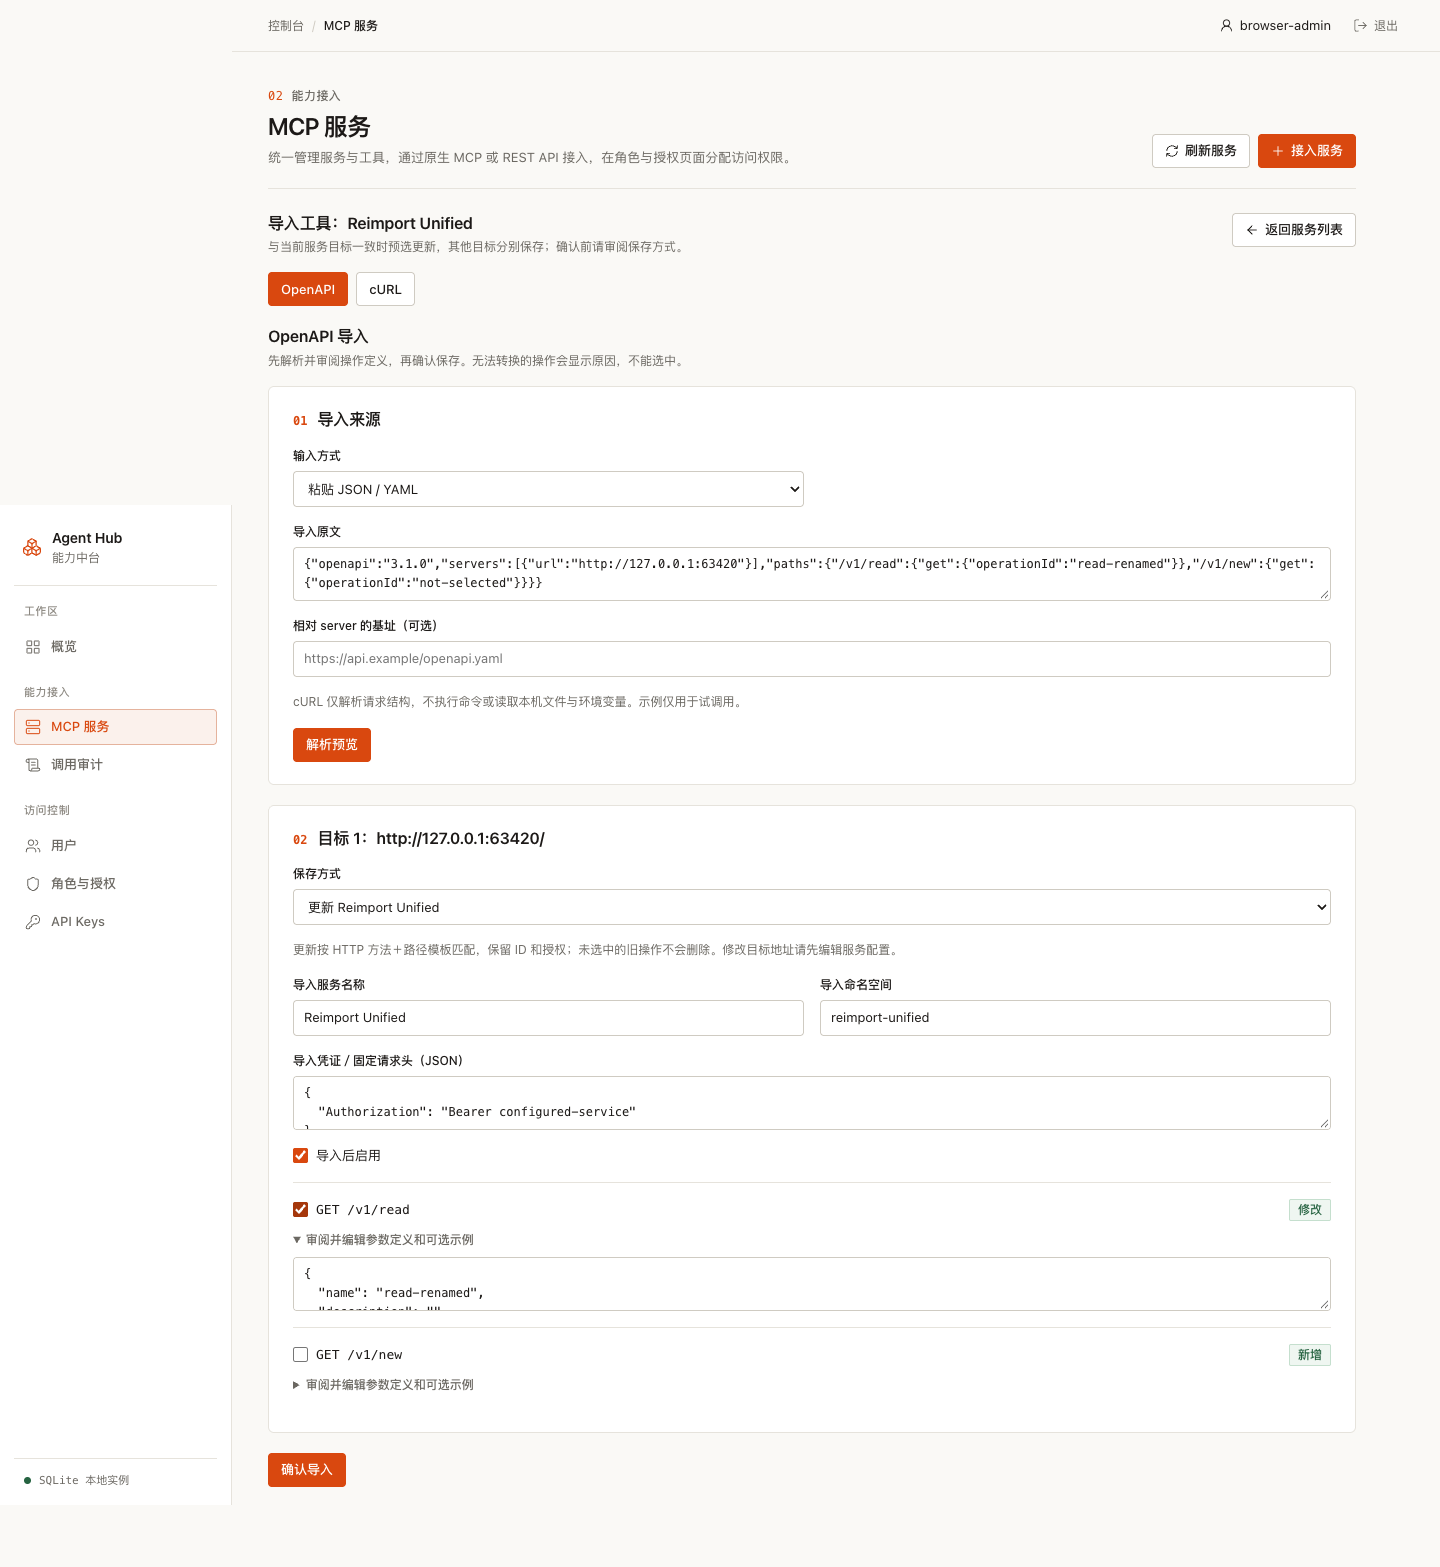 控制台 / MCP 服务
browser-admin
退出
02 能力接入
MCP 服务
统一管理服务与工具，通过原生 MCP 或 REST API 接入，在角色与授权页面分配访问权限。
刷新服务
接入服务
导入工具：Reimport Unified
与当前服务目标一致时预选更新，其他目标分别保存；确认前请审阅保存方式。
返回服务列表
OpenAPI
cURL
OpenAPI 导入
先解析并审阅操作定义，再确认保存。无法转换的操作会显示原因，不能选中。
01 导入来源
输入方式
粘贴 JSON / YAML
导入原文
{"openapi":"3.1.0","servers":[{"url":"http://127.0.0.1:63420"}],"paths":{"/v1/read":{"get":{"operationId":"read-renamed"}},"/v1/new":{"get":
{"operationId":"not-selected"}}}}
相对 server 的基址（可选）
https://api.example/openapi.yaml
cURL 仅解析请求结构，不执行命令或读取本机文件与环境变量。示例仅用于试调用。
解析预览
Agent Hub
能力中台
工作区
概览
能力接入
MCP 服务
调用审计
访问控制
用户
角色与授权
API Keys
SQLite 本地实例
02 目标 1：http://127.0.0.1:63420/
保存方式
更新 Reimport Unified
更新按 HTTP 方法＋路径模板匹配，保留 ID 和授权；未选中的旧操作不会删除。修改目标地址请先编辑服务配置。
导入服务名称
导入命名空间
Reimport Unified
reimport-unified
导入凭证 / 固定请求头（JSON）
{
"Authorization": "Bearer configured-service"
}
导入后启用
GET /v1/read
修改
审阅并编辑参数定义和可选示例
{
"name": "read-renamed",
"description": ""
GET /v1/new
新增
审阅并编辑参数定义和可选示例
确认导入